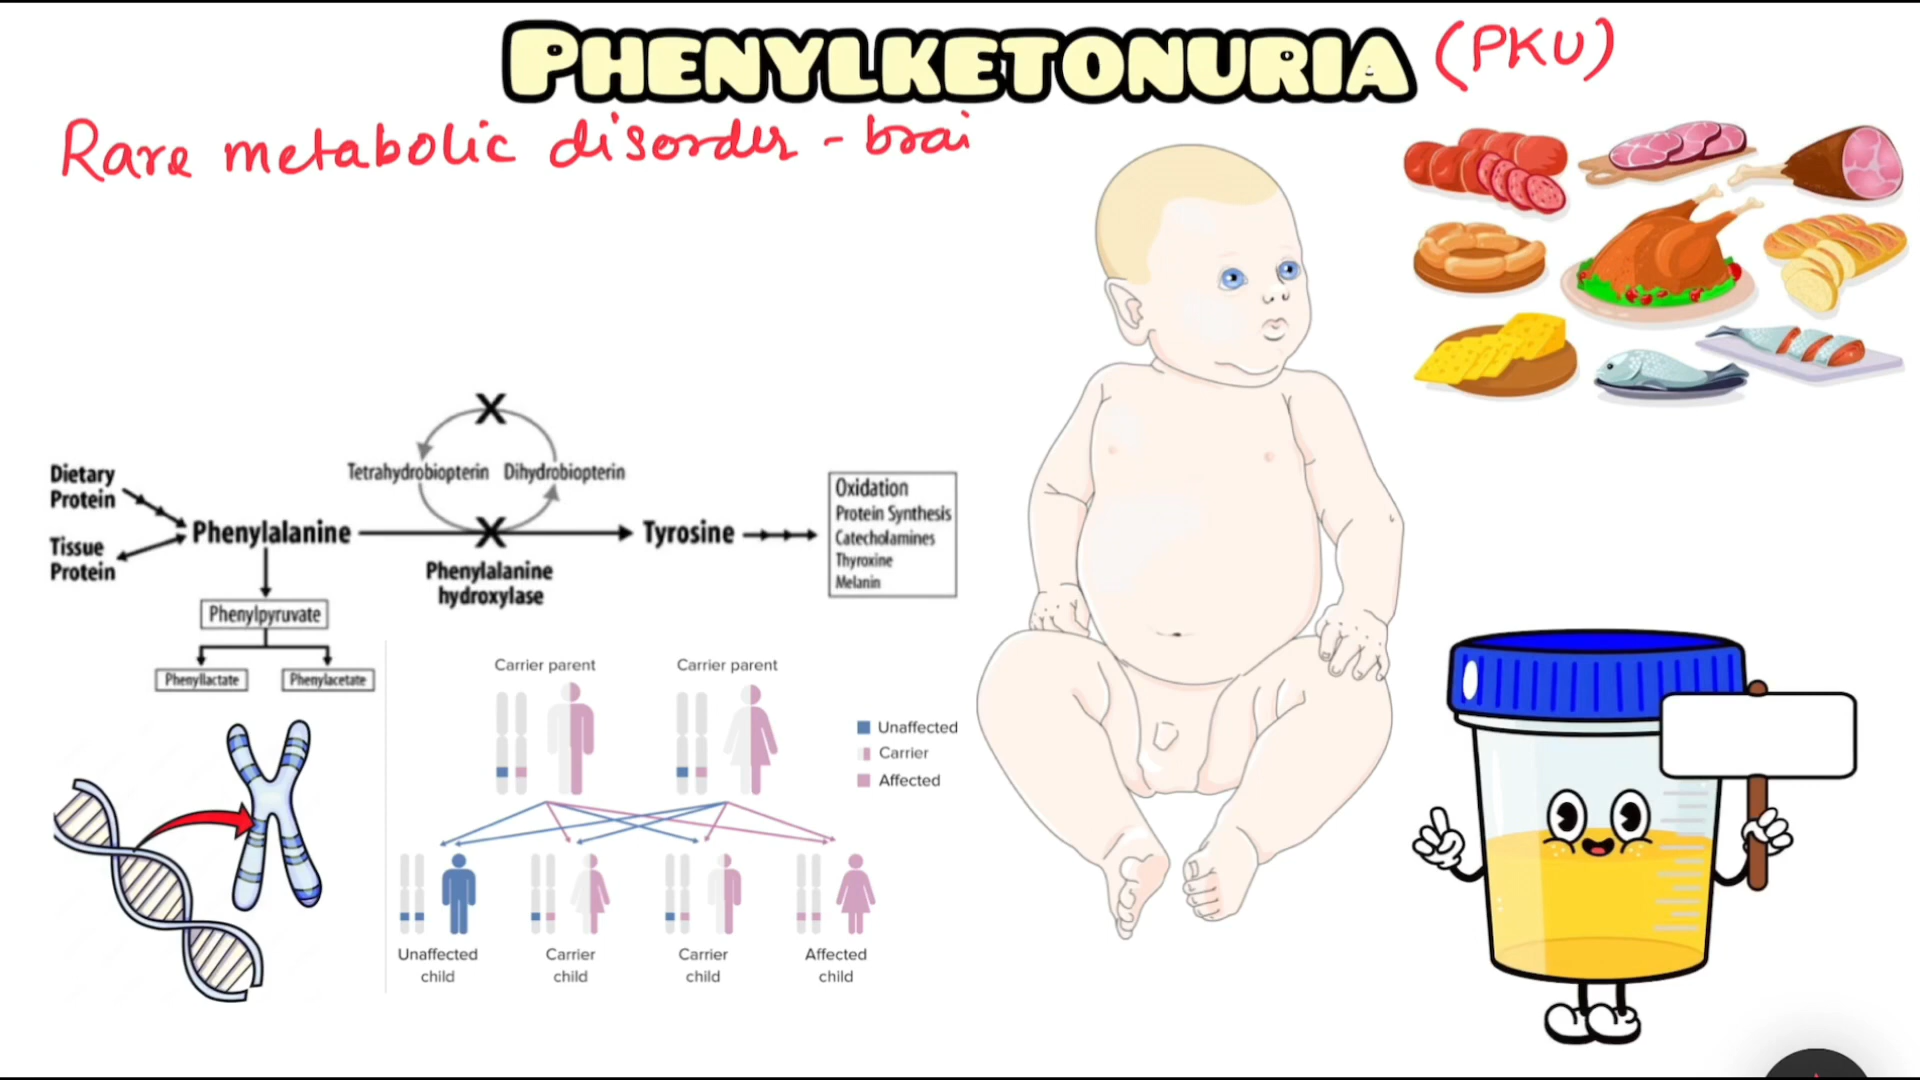 PHENYLKETONURIA (PKU)
Rare metabolic disorder - brai
Dietary
Protein
Tissue
Protein
Phenylalanine
Tetrahydrobiopterin Dihydrobiopterin
X
X
Phenylalanine
hydroxylase
Tyrosine
Oxidation
Protein Synthesis
Catecholamines
Thyroxine
Melanin
Phenylpyruvate
Phenyllactate
Phenylacetate
Carrier parent
Carrier parent
Unaffected
Carrier
Affected
Unaffected
child
Carrier
child
Carrier
child
Affected
child